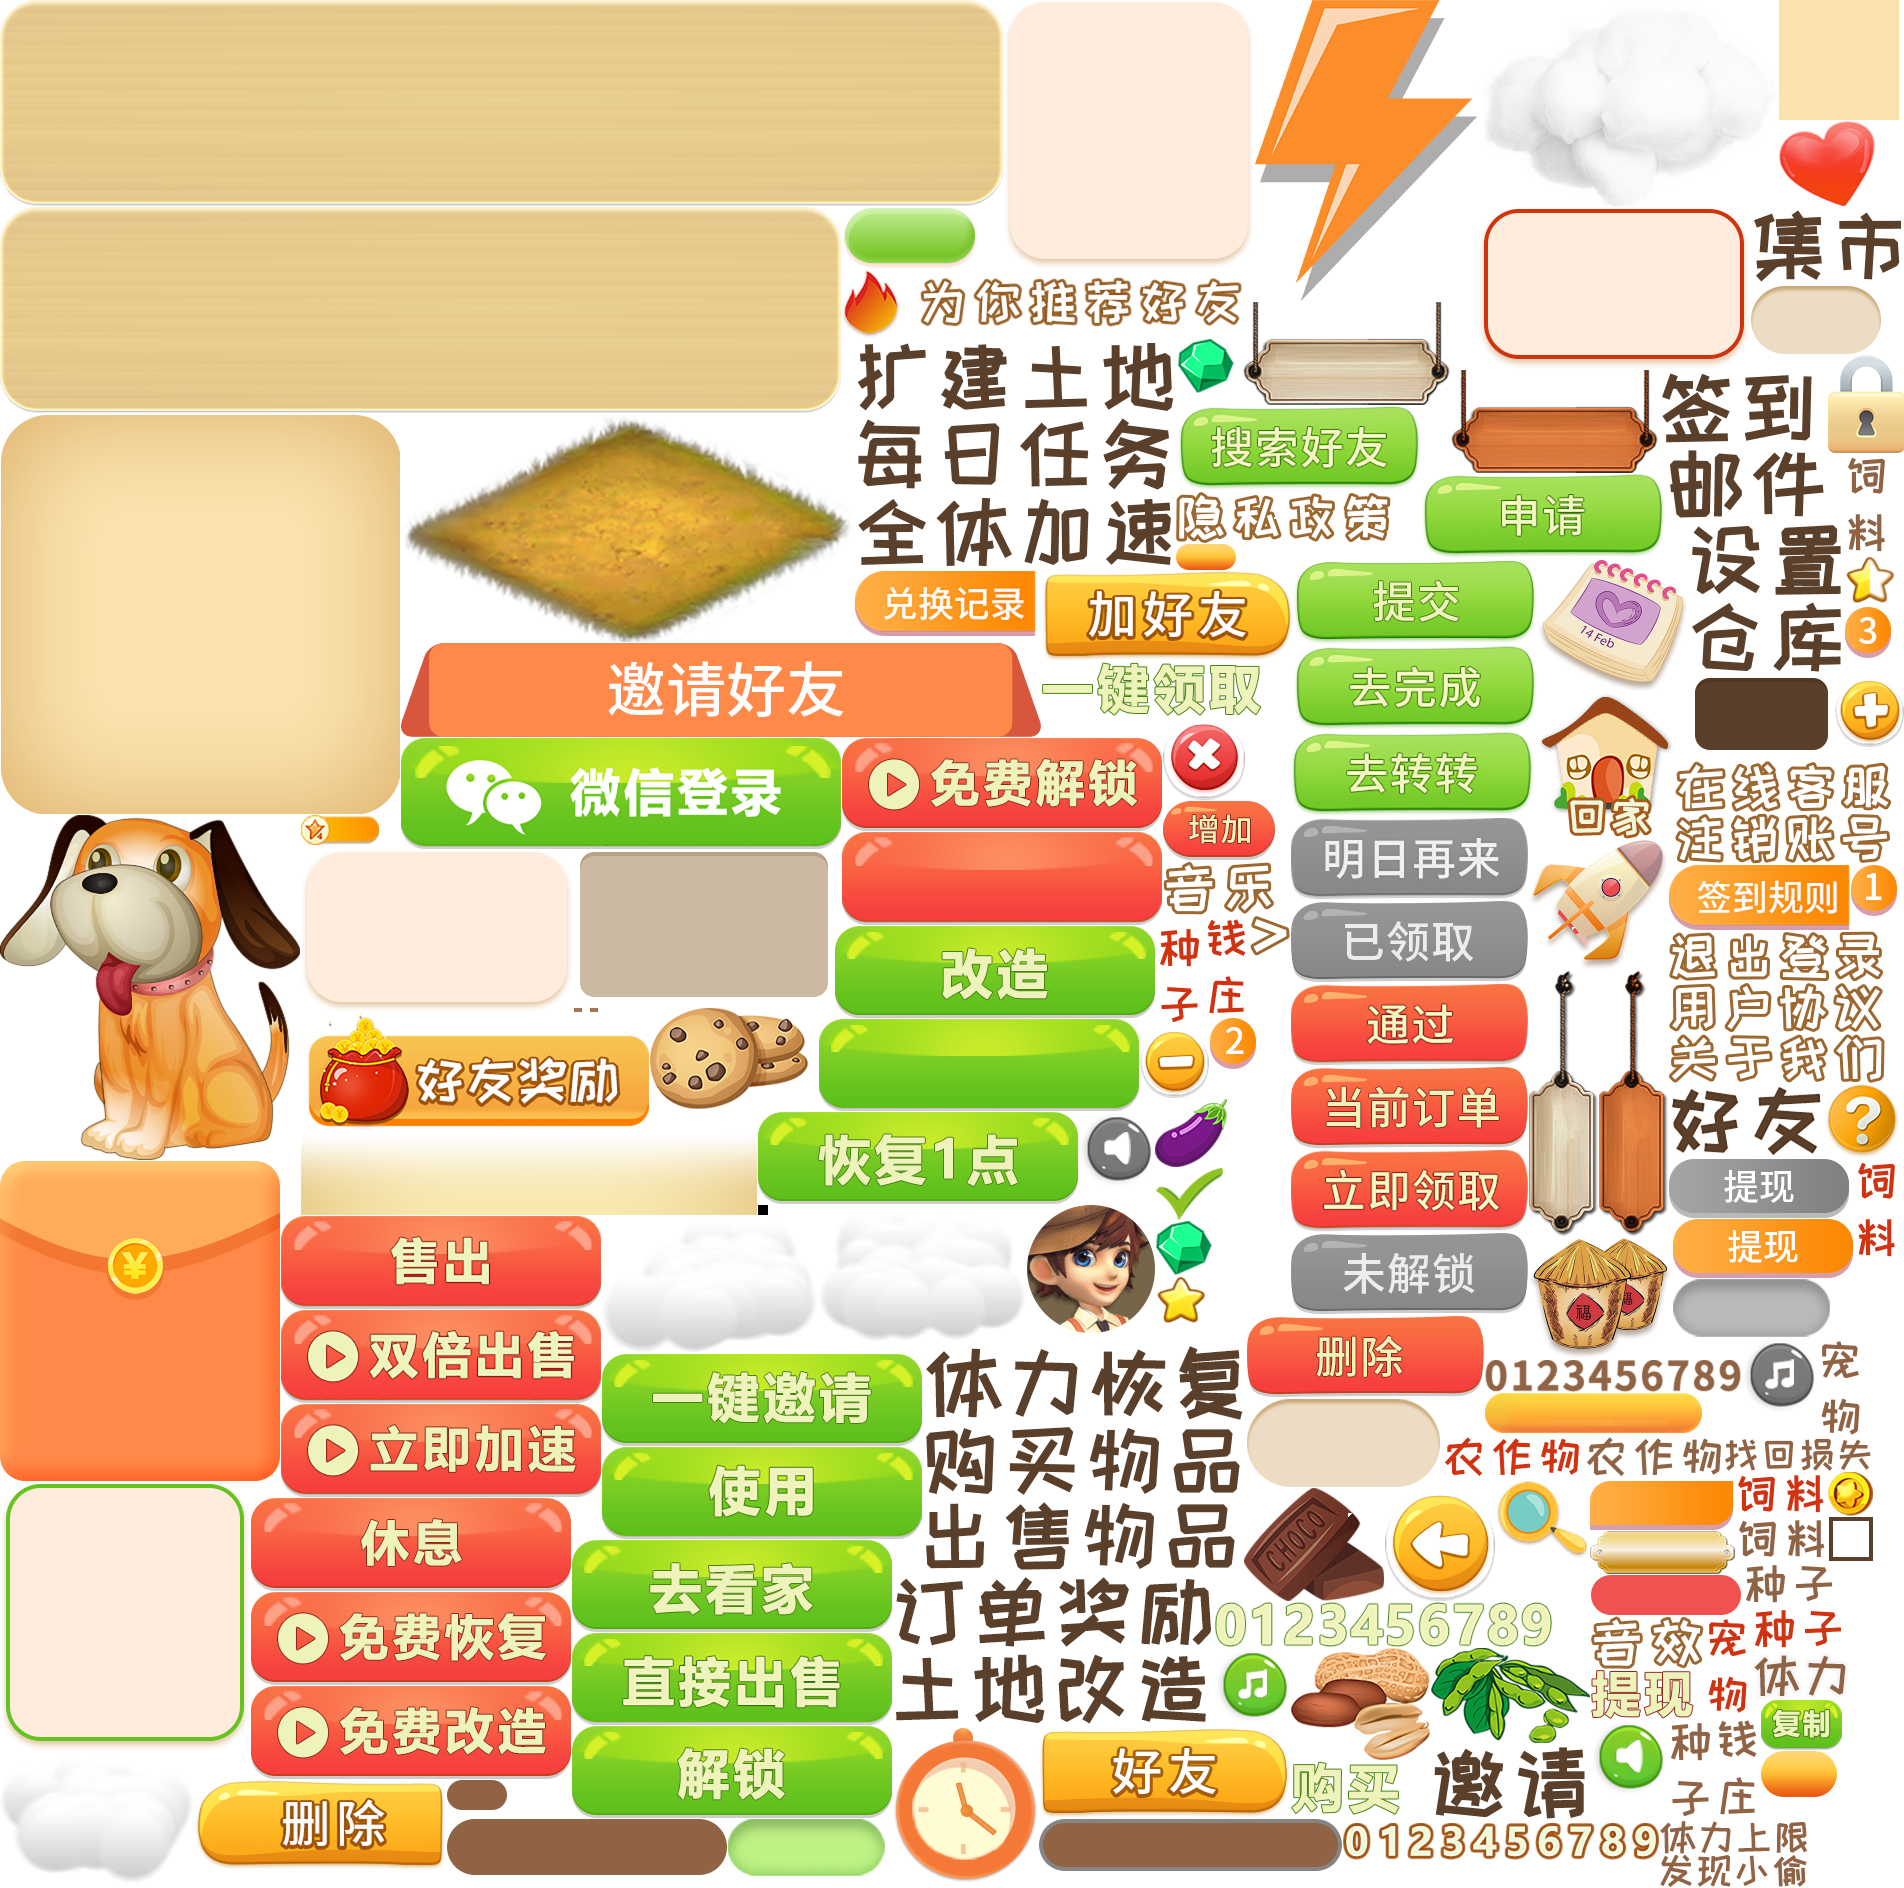 集市
为你推荐好友
扩建土地
每日任务
全体加速
搜索好友
隐私政策
申请
签到
邮件
设置
仓库
饲料
3
兑换记录
加好友
提交
14 Feb
邀请好友
一键领取
去完成
微信登录
免费解锁
去转转
回家
增加
明日再来
在线客服
注销账号
音乐
签到规则
1
种子
钱庄
>
已领取
改造
退出登录
用户协议
关于我们
2
通过
好友奖励
当前订单
好友
?
恢复1点
立即领取
提现
饲料
提现
未解锁
福
福
¥
售出
双倍出售
立即加速
休息
免费恢复
免费改造
一键邀请
使用
去看家
直接出售
解锁
体力恢复
购买物品
出售物品
订单奖励
土地改造
删除
0123456789
宠物
农作物
农作物
找回损失
饲料
饲料
CHOCO
种子
0123456789
音效
宠物
种子
提现
体力
复制
种子
钱庄
删除
好友
购买
邀请
0123456789
体力上限
发现小偷